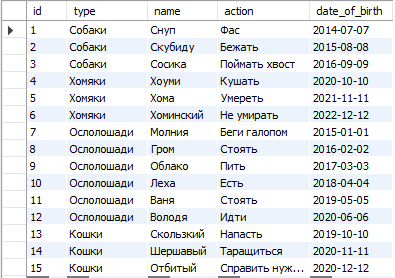 id type name action date_of_birth
1 Собаки Снуп Фас 2014-07-07
2 Собаки Скубиду Бежать 2015-08-08
3 Собаки Сосика Поймать хвост 2016-09-09
4 Хомяки Хоуми Кушать 2020-10-10
5 Хомяки Хома Умереть 2021-11-11
6 Хомяки Хоминский Не умирать 2022-12-12
7 Ослолошади Молния Беги галопом 2015-01-01
8 Ослолошади Гром Стоять 2016-02-02
9 Ослолошади Облако Пить 2017-03-03
10 Ослолошади Леха Есть 2018-04-04
11 Ослолошади Ваня Стоять 2019-05-05
12 Ослолошади Володя Идти 2020-06-06
13 Кошки Скользкий Напасть 2019-10-10
14 Кошки Шершавый Таращиться 2020-11-11
15 Кошки Отбитый Справить нуж... 2020-12-12